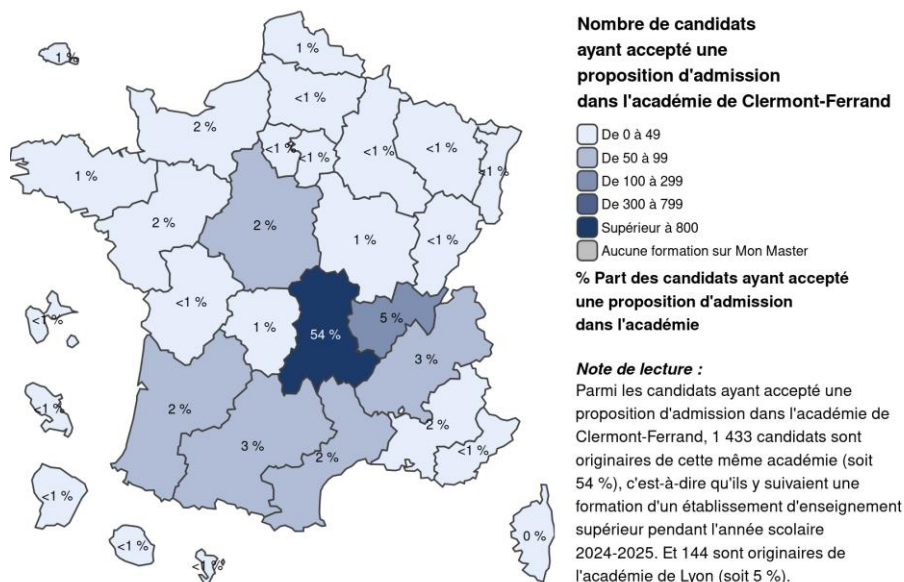 Nombre de candidats
ayant accepté une
proposition d'admission
dans l'académie de Clermont-Ferrand
De 0 à 49
De 50 à 99
De 100 à 299
De 300 à 799
Supérieur à 800
Aucune formation sur Mon Master
% Part des candidats ayant accepté
une proposition d'admission
dans l'académie
Note de lecture :
Parmi les candidats ayant accepté une
proposition d'admission dans l'académie de
Clermont-Ferrand, 1 433 candidats sont
originaires de cette même académie (soit
54 %), c'est-à-dire qu'ils y suivaient une
formation d'un établissement d'enseignement
supérieur pendant l'année scolaire
2024-2025. Et 144 sont originaires de
l'académie de Lyon (soit 5 %).
1 %
1 %
<1 %
2 %
<1 %
<1 %
<1 %
<1 %
<1 %
1 %
2 %
2 %
1 %
<1 %
<1 %
1 %
54 %
5 %
3 %
<1 %
<1 %
2 %
3 %
2 %
2 %
<1 %
<1 %
<1 %
<1 %
0 %